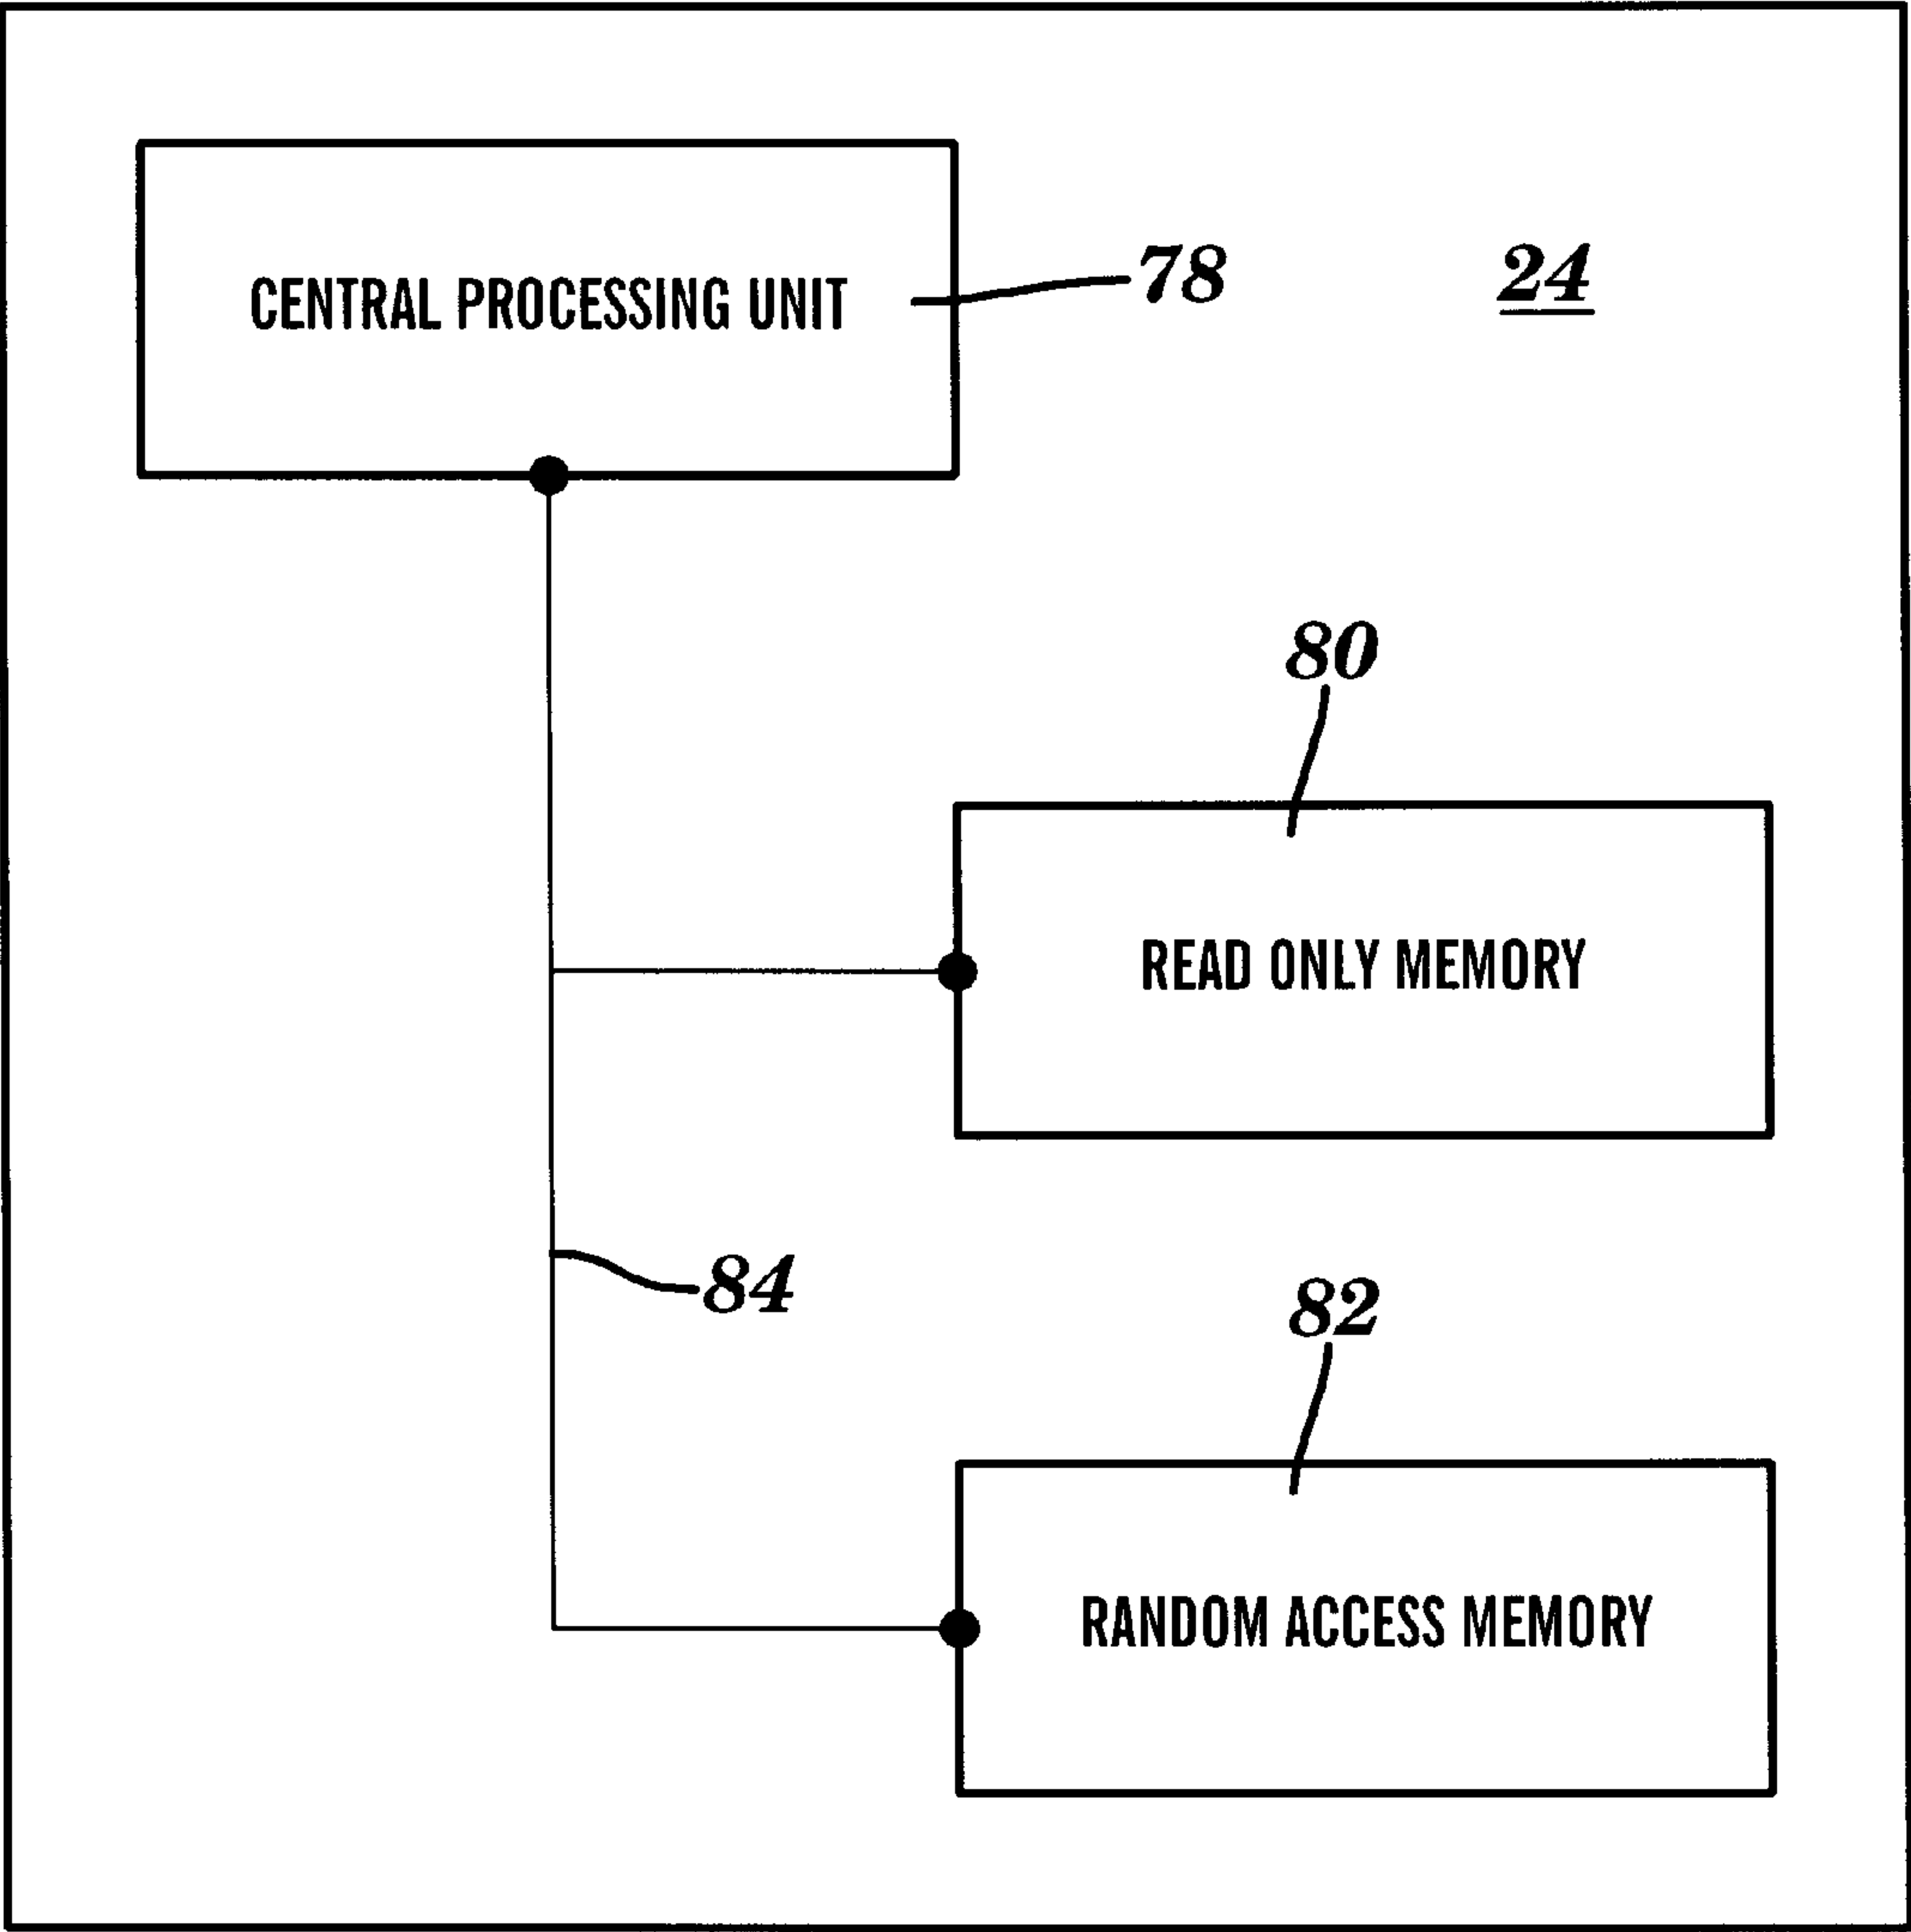 CENTRAL PROCESSING UNIT
78
24
80
READ ONLY MEMORY
84
82
RANDOM ACCESS MEMORY